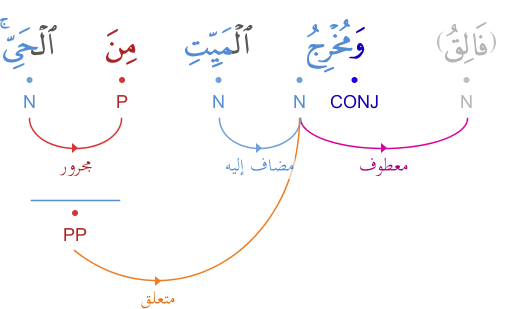 (فَالِقُ) وَمُخۡرِجُ ٱلۡمَيِّتِ مِنَ ٱلۡحَيِّۚ
N CONJ N N P N
معطوف مضاف إليه مجرور
PP
متعلق